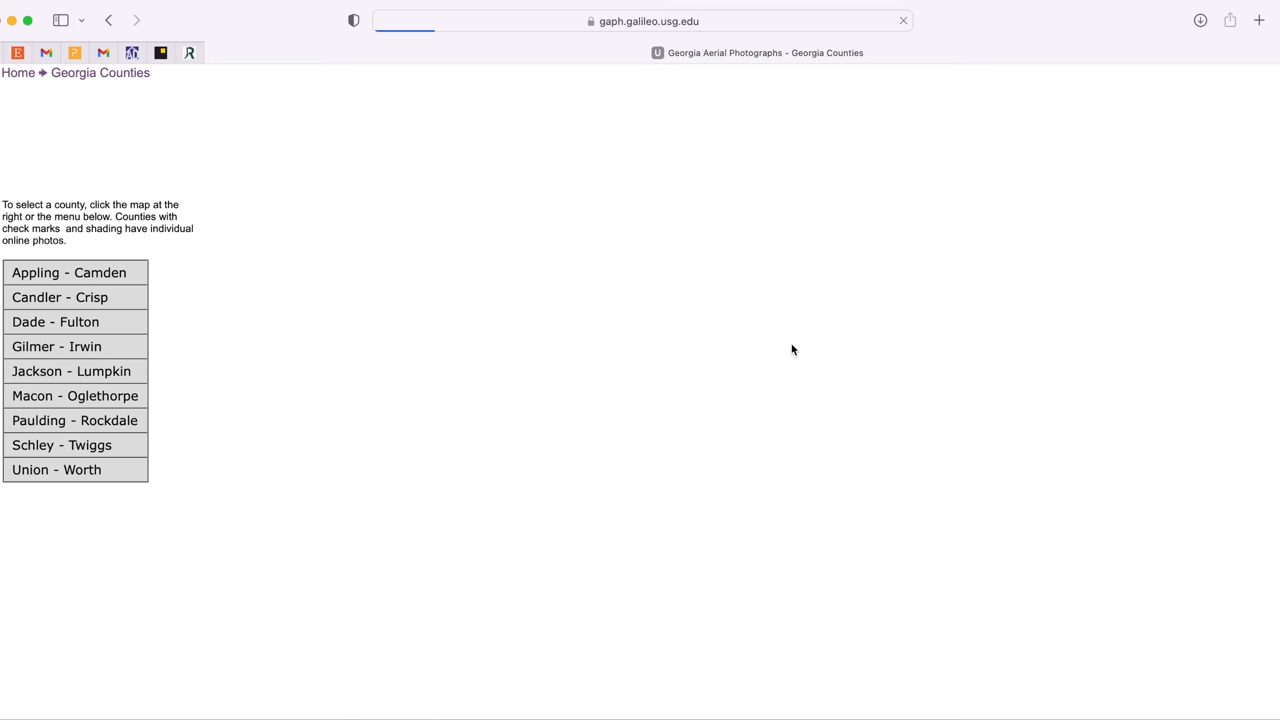 gaph.galileo.usg.edu
Georgia Aerial Photographs - Georgia Counties
Home Georgia Counties
To select a county, click the map at the
right or the menu below. Counties with
check marks and shading have individual
online photos.
Appling - Camden
Candler - Crisp
Dade - Fulton
Gilmer - Irwin
Jackson - Lumpkin
Macon - Oglethorpe
Paulding - Rockdale
Schley - Twiggs
Union - Worth